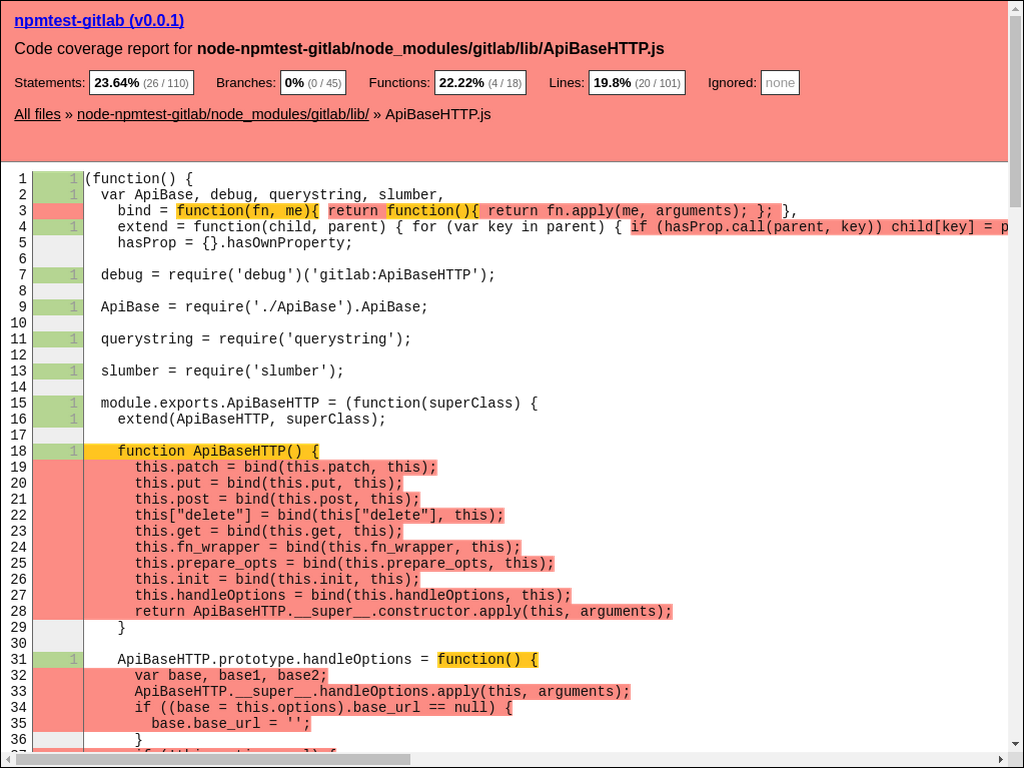 npmtest-gitlab (v0.0.1)
Code coverage report for node-npmtest-gitlab/node_modules/gitlab/lib/ApiBaseHTTP.js
Statements: 23.64% (26 / 110) Branches: 0% (0 / 45) Functions: 22.22% (4 / 18) Lines: 19.8% (20 / 101) Ignored: none
All files » node-npmtest-gitlab/node_modules/gitlab/lib/ » ApiBaseHTTP.js
1 1 (function() {
2 1 var ApiBase, debug, querystring, slumber,
3 bind = function(fn, me){ return function(){ return fn.apply(me, arguments); }; },
4 1 extend = function(child, parent) { for (var key in parent) { if (hasProp.call(parent, key)) child[key] = p
5 hasProp = {}.hasOwnProperty;
6
7 1 debug = require('debug')('gitlab:ApiBaseHTTP');
8
9 1 ApiBase = require('./ApiBase').ApiBase;
10
11 1 querystring = require('querystring');
12
13 1 slumber = require('slumber');
14
15 1 module.exports.ApiBaseHTTP = (function(superClass) {
16 1 extend(ApiBaseHTTP, superClass);
17
18 1 function ApiBaseHTTP() {
19 this.patch = bind(this.patch, this);
20 this.put = bind(this.put, this);
21 this.post = bind(this.post, this);
22 this["delete"] = bind(this["delete"], this);
23 this.get = bind(this.get, this);
24 this.fn_wrapper = bind(this.fn_wrapper, this);
25 this.prepare_opts = bind(this.prepare_opts, this);
26 this.init = bind(this.init, this);
27 this.handleOptions = bind(this.handleOptions, this);
28 return ApiBaseHTTP.__super__.constructor.apply(this, arguments);
29 }
30
31 1 ApiBaseHTTP.prototype.handleOptions = function() {
32 var base, base1, base2;
33 ApiBaseHTTP.__super__.handleOptions.apply(this, arguments);
34 if ((base = this.options).base_url == null) {
35 base.base_url = '';
36 }